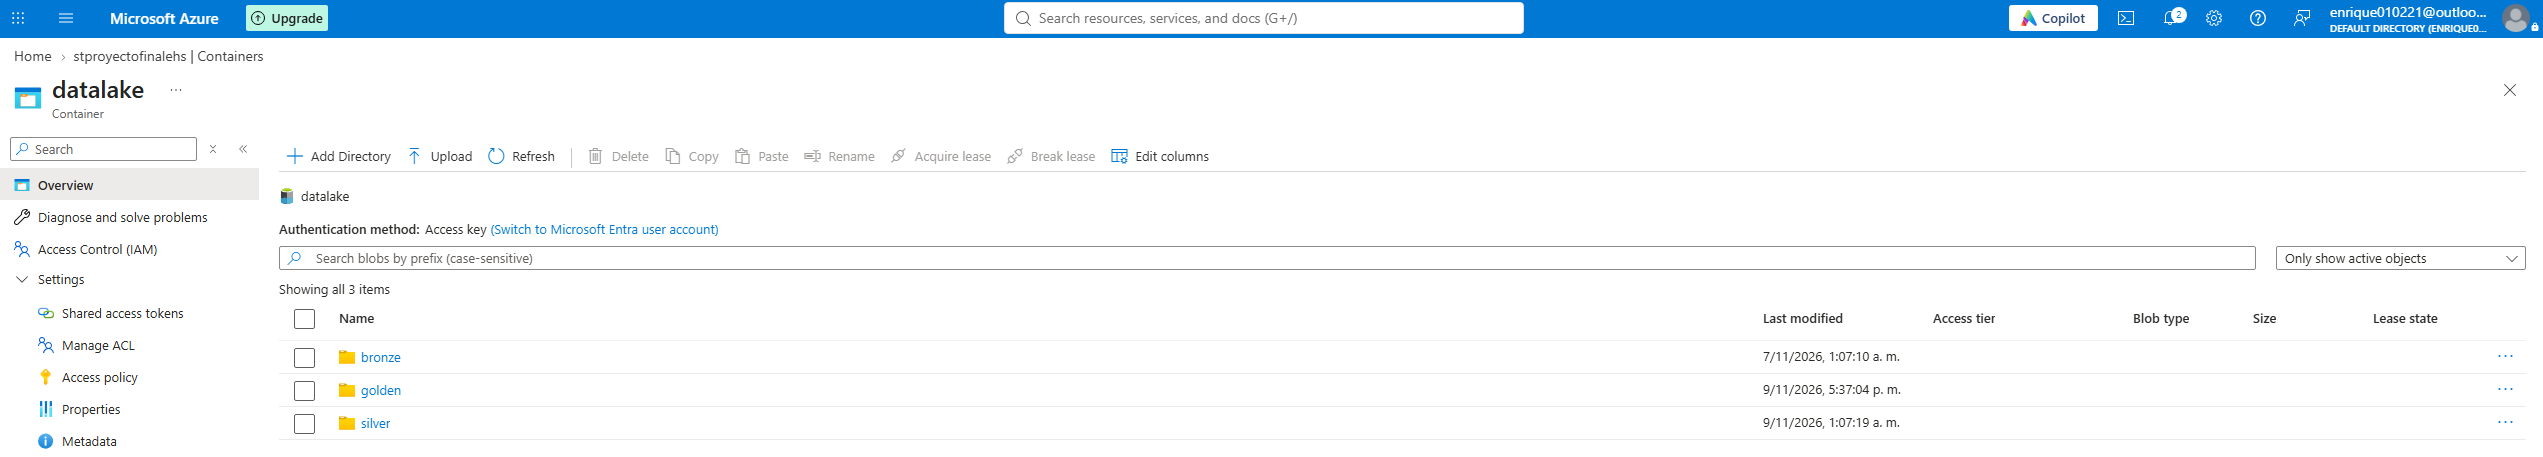 Microsoft Azure
Upgrade
Search resources, services, and docs (G+/)
Copilot
2
enrique010221@outloo...
DEFAULT DIRECTORY (ENRIQUE0...
Home > stproyectofinalehs | Containers
datalake ...
Container
Search
Overview
Diagnose and solve problems
Access Control (IAM)
Settings
Shared access tokens
Manage ACL
Access policy
Properties
Metadata
Add Directory Upload Refresh Delete Copy Paste Rename Acquire lease Break lease Edit columns
datalake
Authentication method: Access key (Switch to Microsoft Entra user account)
Search blobs by prefix (case-sensitive) Only show active objects
Showing all 3 items
Name Last modified Access tier Blob type Size Lease state
bronze 7/11/2026, 1:07:10 a. m. ...
golden 9/11/2026, 5:37:04 p. m. ...
silver 9/11/2026, 1:07:19 a. m. ...